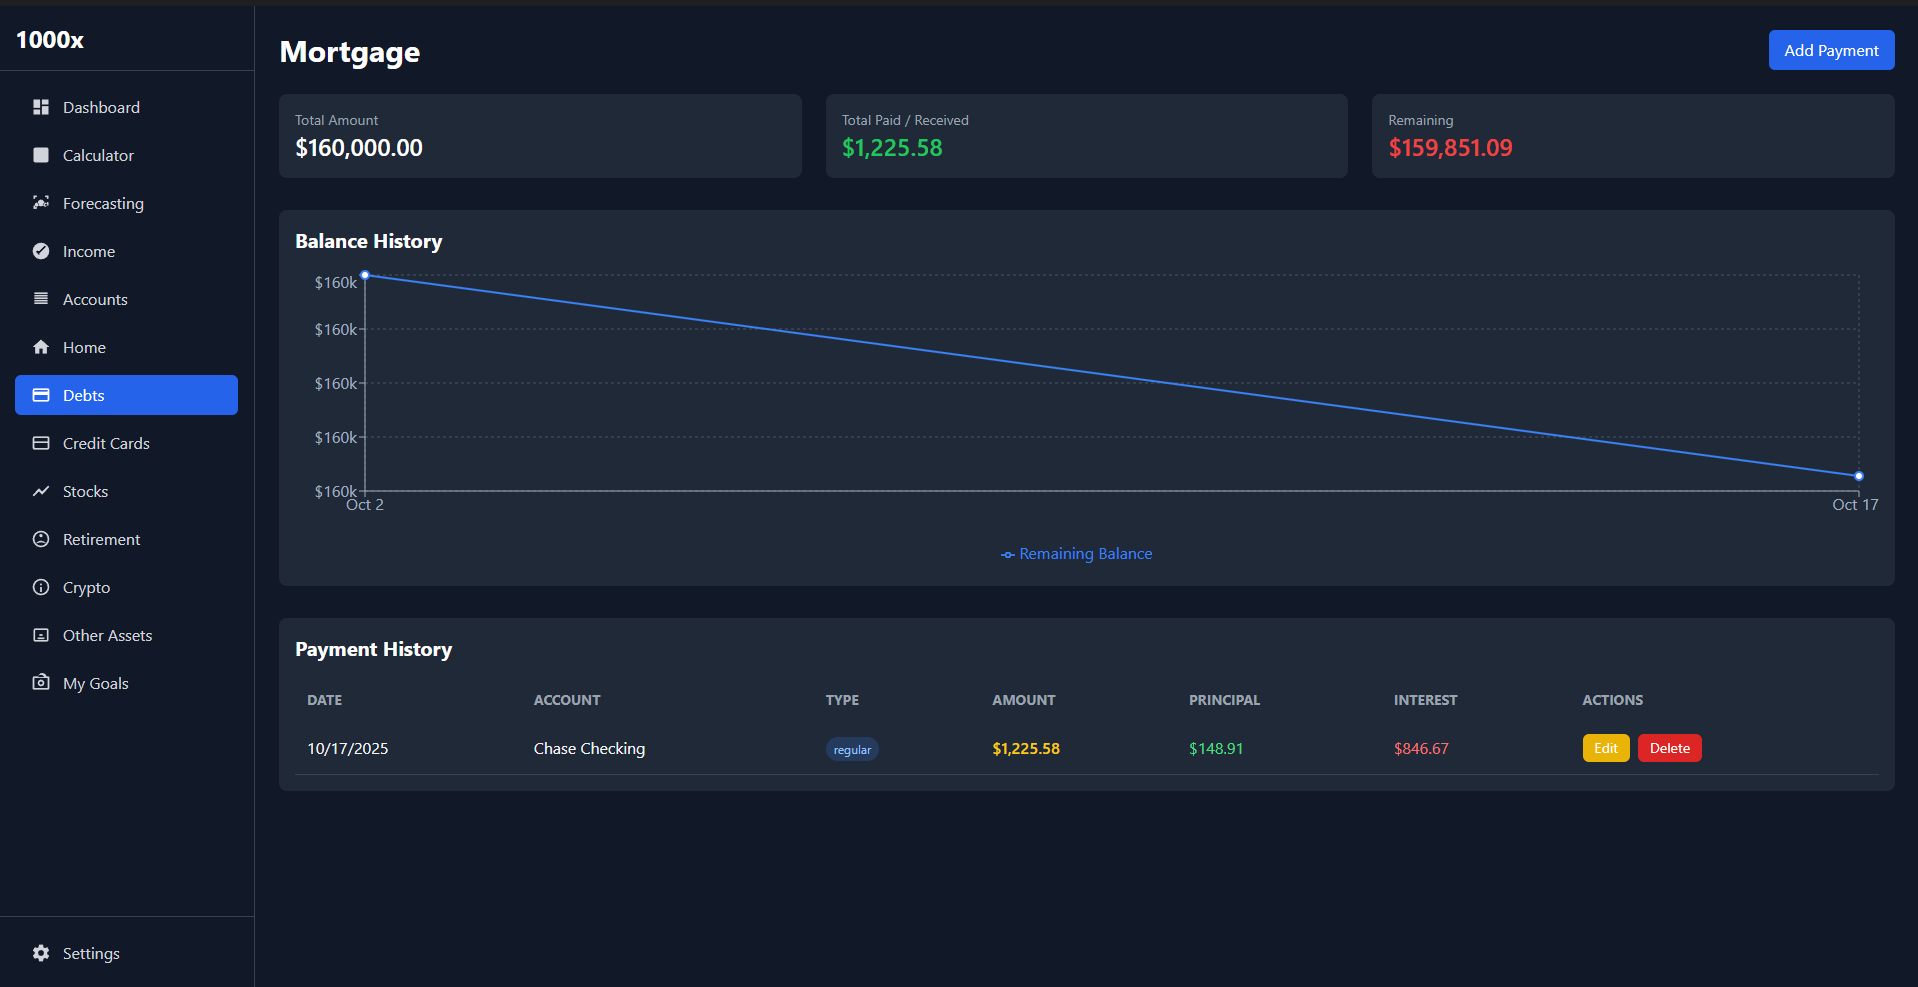 1000x
Dashboard
Calculator
Forecasting
Income
Accounts
Home
Debts
Credit Cards
Stocks
Retirement
Crypto
Other Assets
My Goals
Settings
Mortgage
Add Payment
Total Amount
$160,000.00
Total Paid / Received
$1,225.58
Remaining
$159,851.09
Balance History
$160k
$160k
$160k
$160k
$160k
Oct 2 Oct 17
Remaining Balance
Payment History
DATE ACCOUNT TYPE AMOUNT PRINCIPAL INTEREST ACTIONS
10/17/2025 Chase Checking regular $1,225.58 $148.91 $846.67 Edit Delete